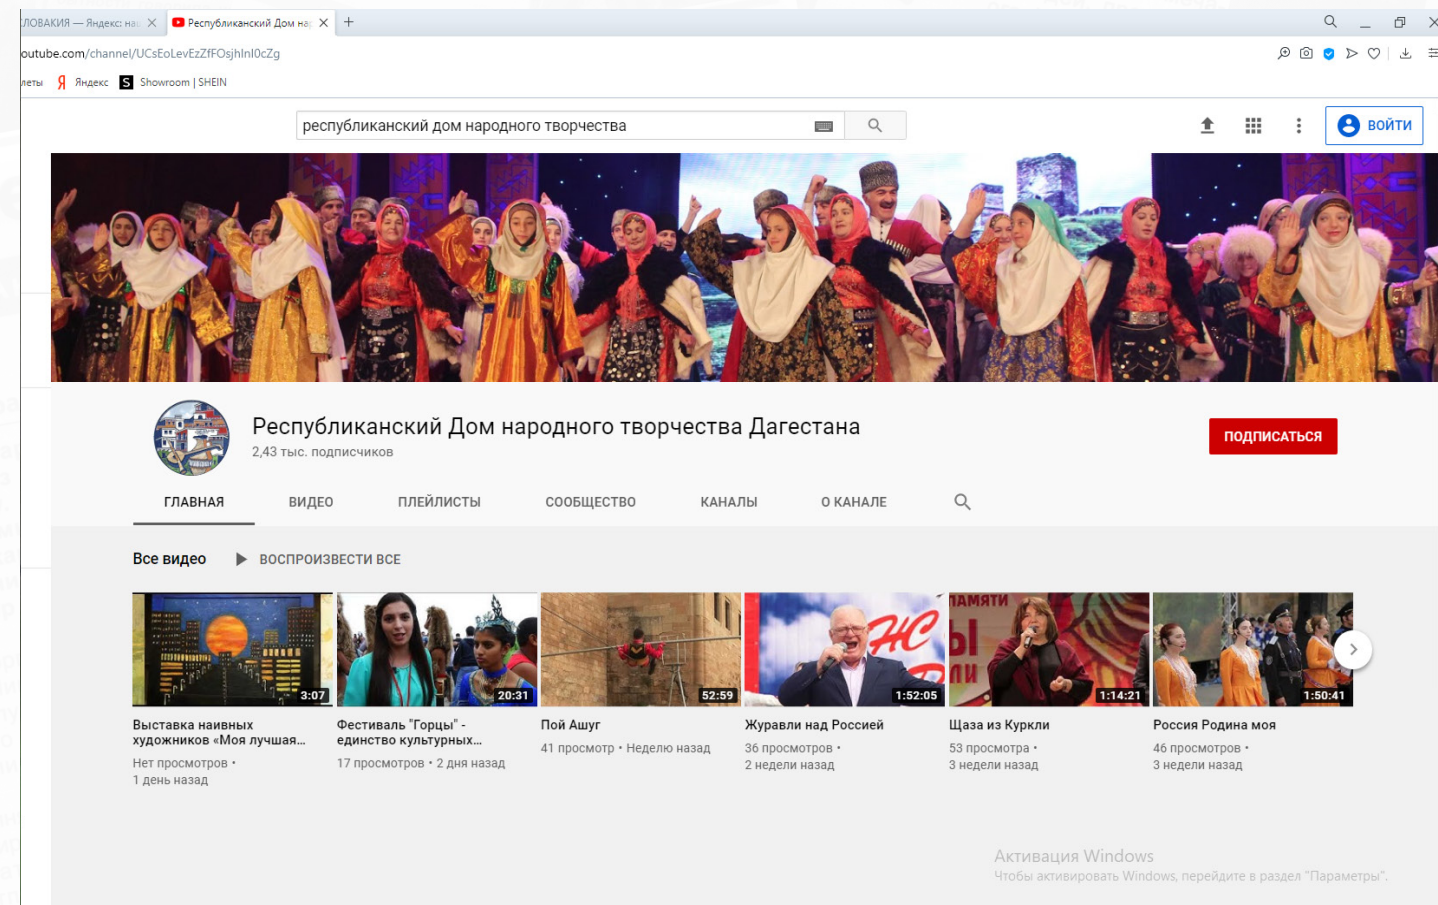 ЛОВАКИЯ — Яндекс: на
Республиканский Дом на
outube.com/channel/UCsEoLevEzZfFOsjhInI0cZg
леты Яндекс Showroom | SHEIN
республиканский дом народного творчества
ВОЙТИ
Республиканский Дом народного творчества Дагестана
2,43 тыс. подписчиков
ПОДПИСАТЬСЯ
ГЛАВНАЯ ВИДЕО ПЛЕЙЛИСТЫ СООБЩЕСТВО КАНАЛЫ О КАНАЛЕ
Все видео ВОСПРОИЗВЕСТИ ВСЕ
ПАМЯТИ
3:07 20:31 52:59 1:52:05 1:14:21 1:50:41
Выставка наивных
художников «Моя лучшая...
Нет просмотров •
1 день назад
Фестиваль "Горцы" -
единство культурных...
17 просмотров • 2 дня назад
Пой Ашуг
41 просмотр • Неделю назад
Журавли над Россией
36 просмотров •
2 недели назад
Щаза из Куркли
53 просмотра •
3 недели назад
Россия Родина моя
46 просмотров •
3 недели назад
Активация Windows
Чтобы активировать Windows, перейдите в раздел "Параметры".